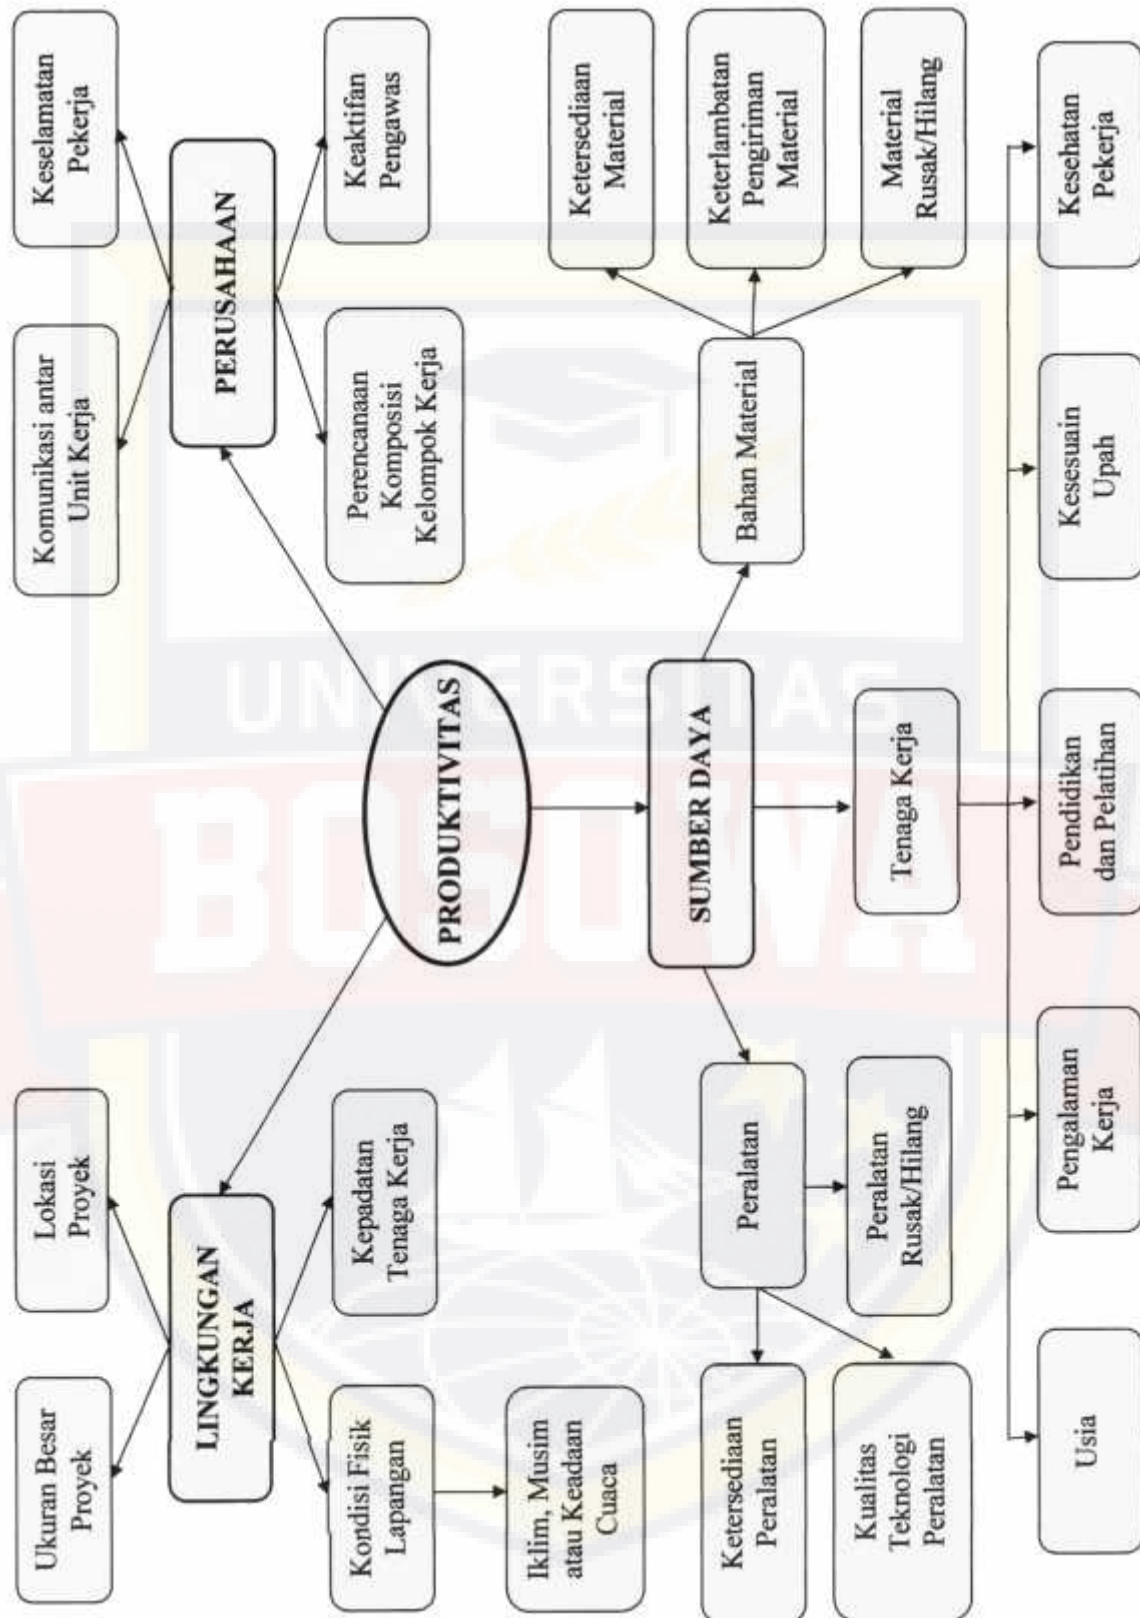 Ukuran Besar
Proyek
Lokasi
Proyek
Komunikasi antar
Unit Kerja
Keselamatan
Pekerja
LINGKUNGAN
KERJA
PERUSAHAAN
Kondisi Fisik
Lapangan
Kepadatan
Tenaga Kerja
Perencanaan
Komposisi
Kelompok Kerja
Keaktifan
Pengawas
PRODUKTIVITAS
Iklim, Musim
atau Keadaan
Cuaca
UNIVERSITAS
BOSOWA
SUMBER DAYA
Ketersediaan
Material
Peralatan
Bahan Material
Keterlambatan
Pengiriman
Material
Ketersediaan
Peralatan
Kualitas
Teknologi
Peralatan
Peralatan
Rusak/Hilang
Tenaga Kerja
Material
Rusak/Hilang
Usia
Pengalaman
Kerja
Pendidikan
dan Pelatihan
Kesesuain
Upah
Kesehatan
Pekerja